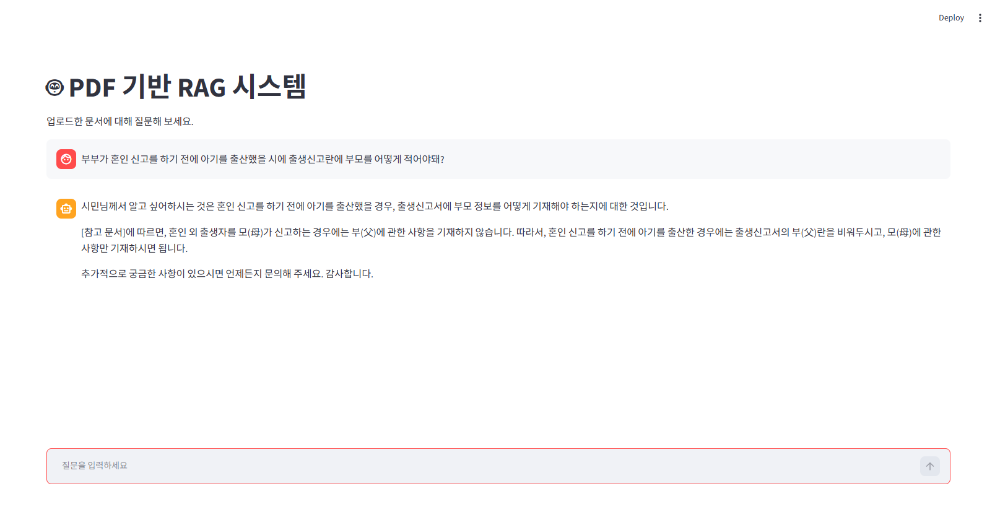 Deploy
PDF 기반 RAG 시스템
업로드한 문서에 대해 질문해 보세요.
부부가 혼인 신고를 하기 전에 아기를 출산했을 시에 출생신고란에 부모를 어떻게 적어야돼?
시민님께서 알고 싶어하시는 것은 혼인 신고를 하기 전에 아기를 출산했을 경우, 출생신고서에 부모 정보를 어떻게 기재해야 하는지에 대한 것입니다.
[참고 문서]에 따르면, 혼인 외 출생자를 모(母)가 신고하는 경우에는 부(父)에 관한 사항을 기재하지 않습니다. 따라서, 혼인 신고를 하기 전에 아기를 출산한 경우에는 출생신고서의 부(父)란을 비워두시고, 모(母)에 관한
사항만 기재하시면 됩니다.
추가적으로 궁금한 사항이 있으시면 언제든지 문의해 주세요. 감사합니다.
질문을 입력하세요